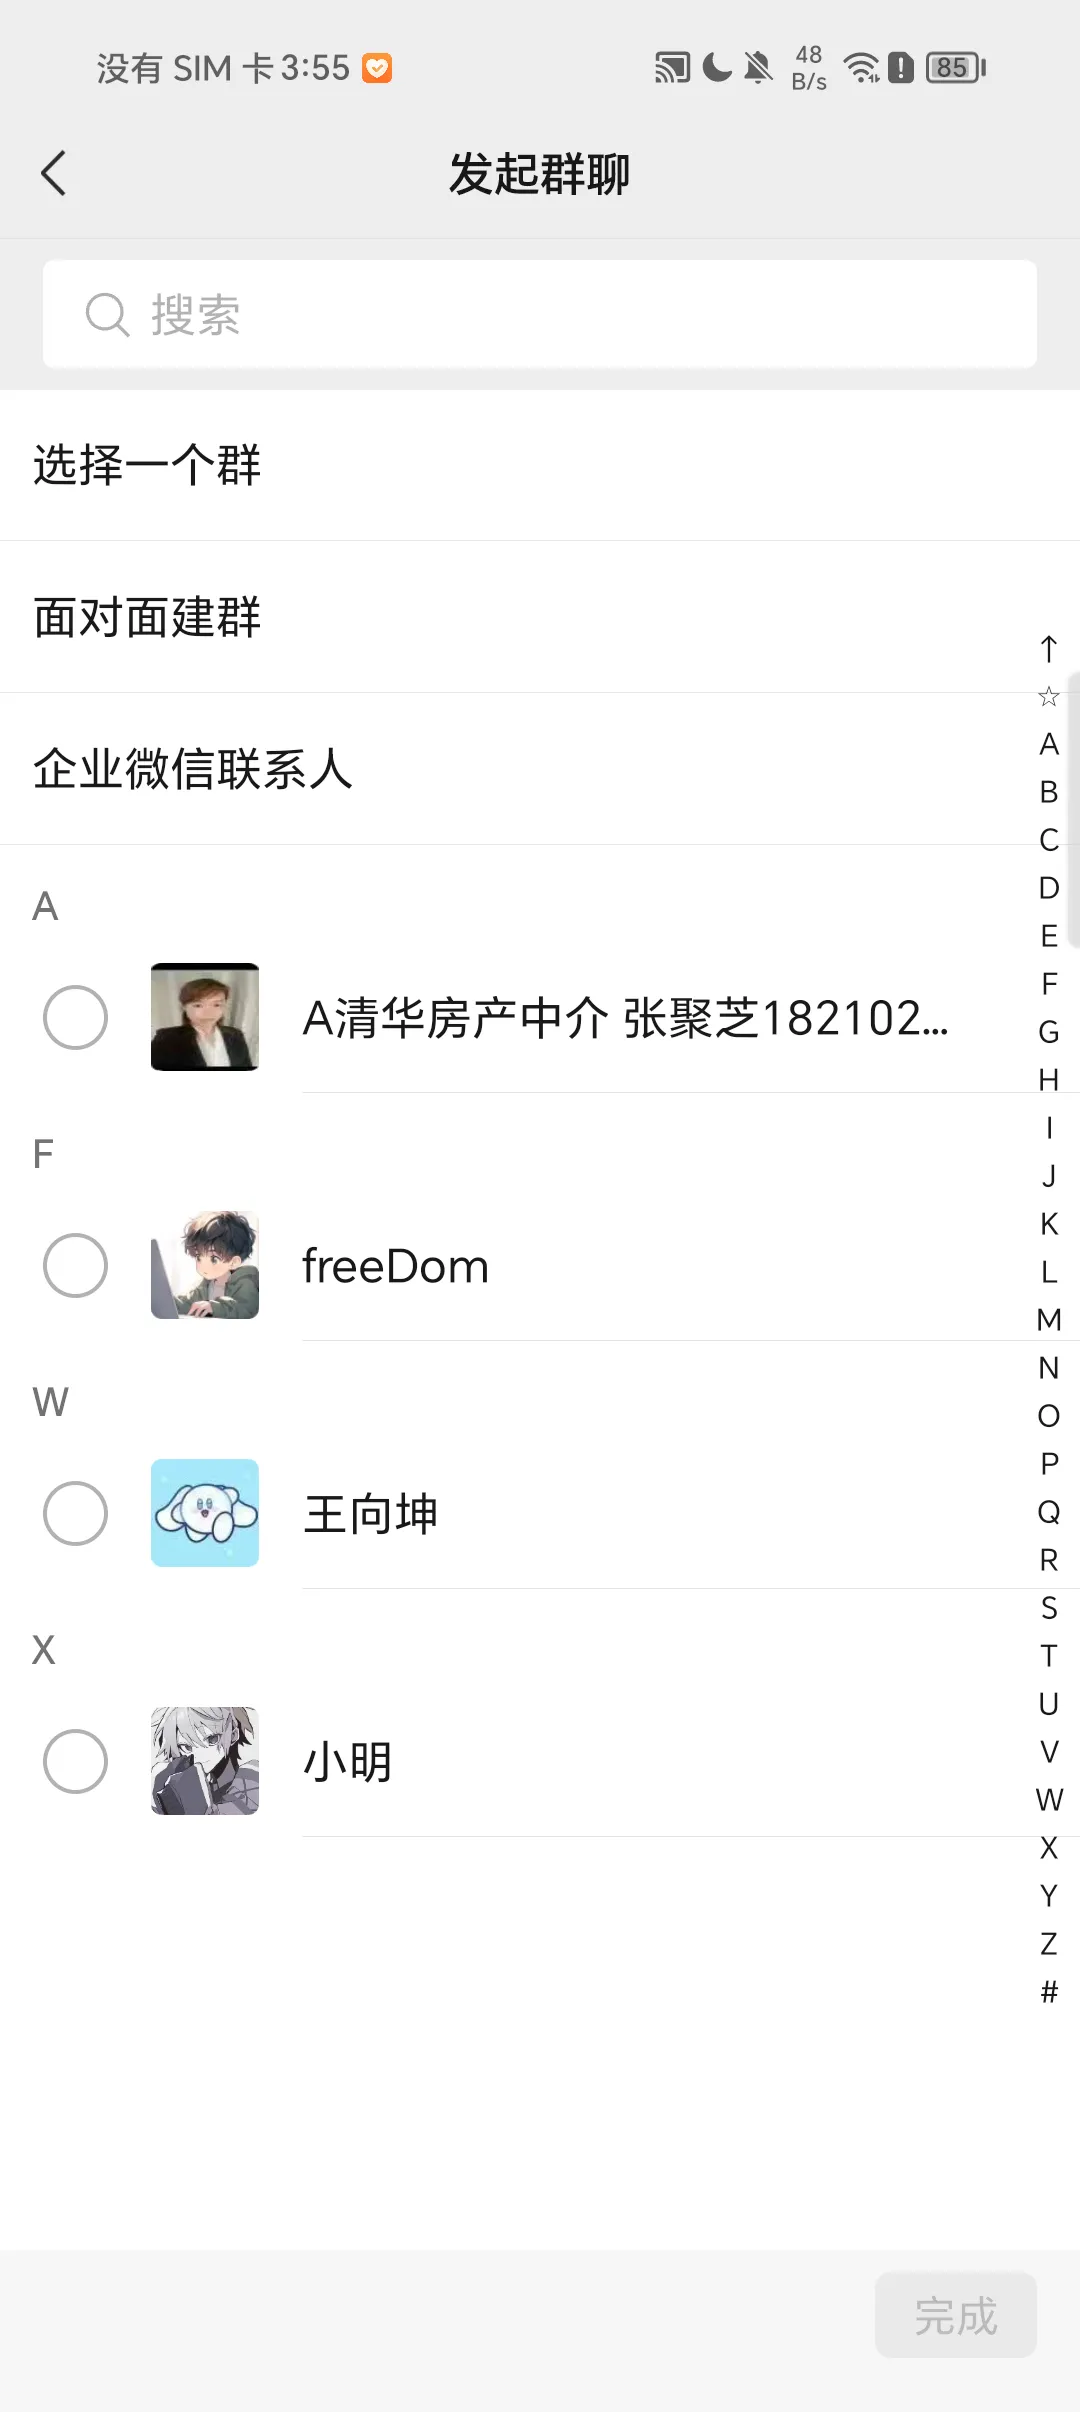 没有 SIM 卡 3:55
48 B/s
85
发起群聊
搜索
选择一个群
面对面建群
企业微信联系人
A
A清华房产中介 张聚芝182102...
F
freeDom
W
王向坤
X
小明
↑
☆
A
B
C
D
E
F
G
H
I
J
K
L
M
N
O
P
Q
R
S
T
U
V
W
X
Y
Z
#
完成